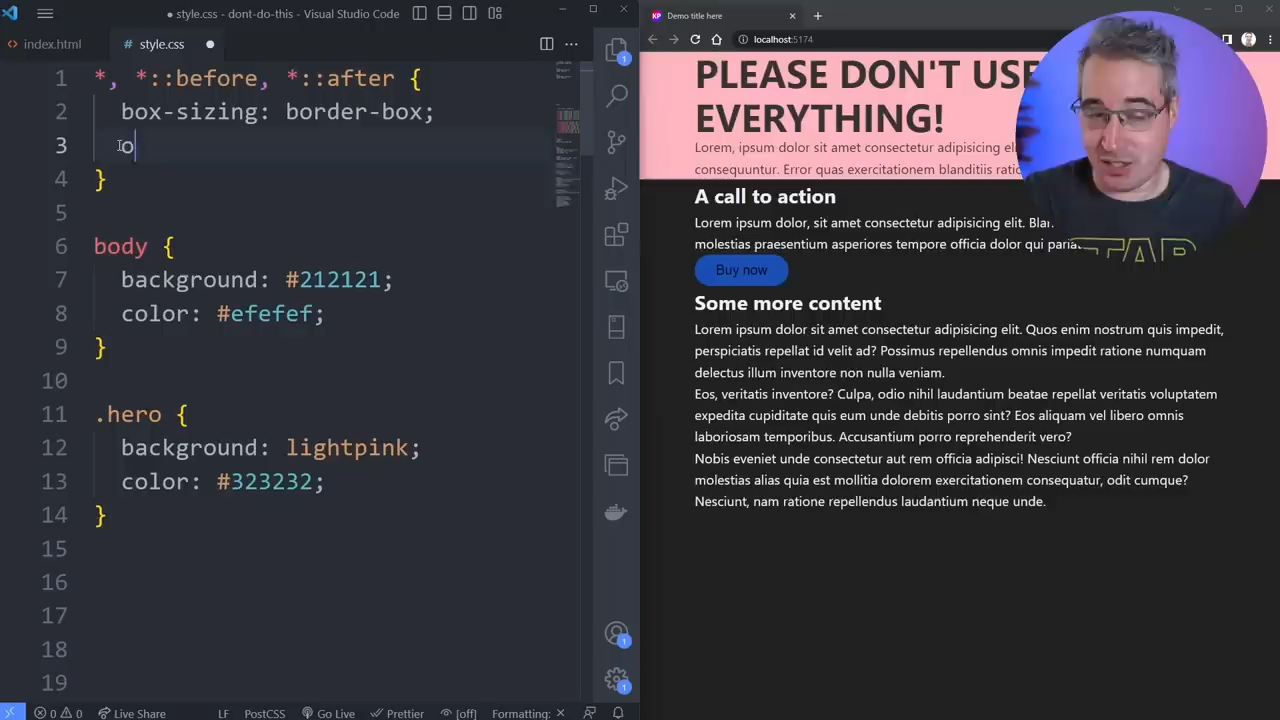 style.css - dont-do-this - Visual Studio Code
index.html
style.css
1 *, *::before, *::after {
2 box-sizing: border-box;
3 o
4 }
5
6 body {
7 background: #212121;
8 color: #efefef;
9 }
10
11 .hero {
12 background: lightpink;
13 color: #323232;
14 }
15
16
17
18
19
1
1
1
0 0 Live Share LF PostCSS Go Live Prettier [off] Formatting:
KP Demo title here
localhost:5174
PLEASE DON'T USE
EVERYTHING!
Lorem, ipsum dolor sit amet consectetur adipisicing eli
consequuntur. Error quas exercitationem blanditiis ratio
A call to action
Lorem ipsum dolor, sit amet consectetur adipisicing elit. Blan
molestias praesentium asperiores tempore officia dolor qui paria
Buy now
Some more content
Lorem ipsum dolor sit amet consectetur adipisicing elit. Quos enim nostrum quis impedit,
perspiciatis repellat id velit ad? Possimus repellendus omnis impedit ratione numquam
delectus illum inventore non nulla veniam.
Eos, veritatis inventore? Culpa, odio nihil laudantium beatae repellat veritatis voluptatem
expedita cupiditate quis eum unde debitis porro sint? Eos aliquam vel libero omnis
laboriosam temporibus. Accusantium porro reprehenderit vero?
Nobis eveniet unde consectetur aut rem officia adipisci! Nesciunt officia nihil rem dolor
molestias alias quia est mollitia dolorem exercitationem consequatur, odit cumque?
Nesciunt, nam ratione repellendus laudantium neque unde.